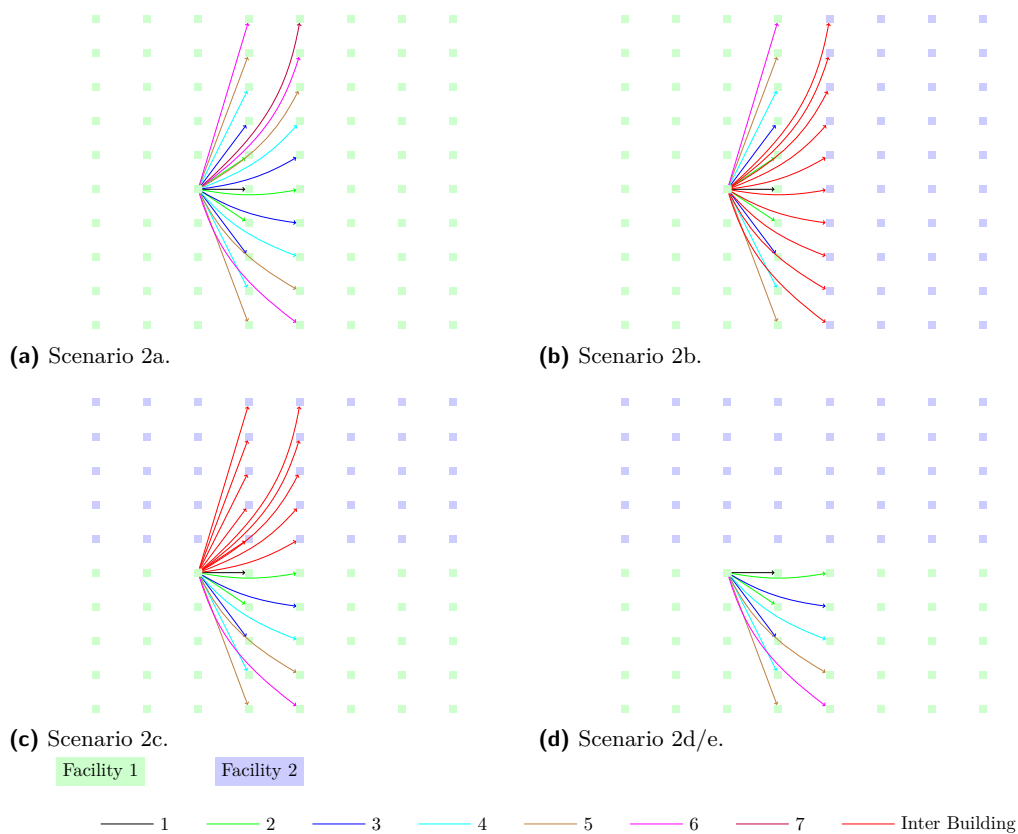 (a) Scenario 2a.
(b) Scenario 2b.
(c) Scenario 2c.
(d) Scenario 2d/e.
Facility 1
Facility 2
1
2
3
4
5
6
7
Inter Building